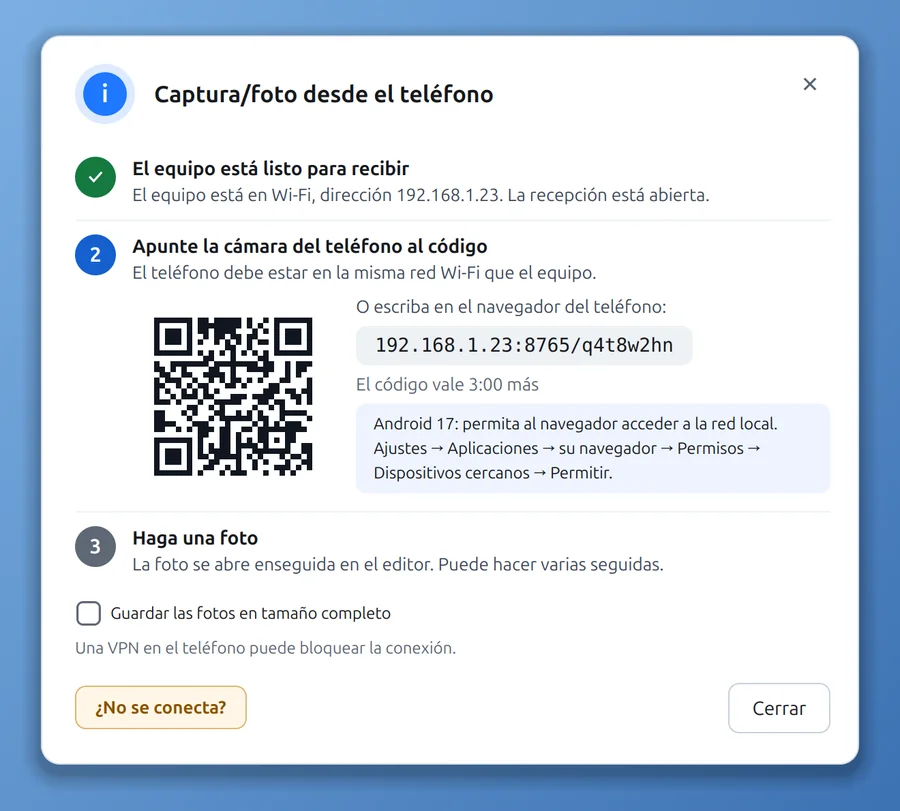 i
Captura/foto desde el teléfono
El equipo está listo para recibir
El equipo está en Wi-Fi, dirección 192.168.1.23. La recepción está abierta.
2
Apunte la cámara del teléfono al código
El teléfono debe estar en la misma red Wi-Fi que el equipo.
O escriba en el navegador del teléfono:
192.168.1.23:8765/q4t8w2hn
El código vale 3:00 más
Android 17: permita al navegador acceder a la red local.
Ajustes → Aplicaciones → su navegador → Permisos →
Dispositivos cercanos → Permitir.
3
Haga una foto
La foto se abre enseguida en el editor. Puede hacer varias seguidas.
Guardar las fotos en tamaño completo
Una VPN en el teléfono puede bloquear la conexión.
¿No se conecta?
Cerrar